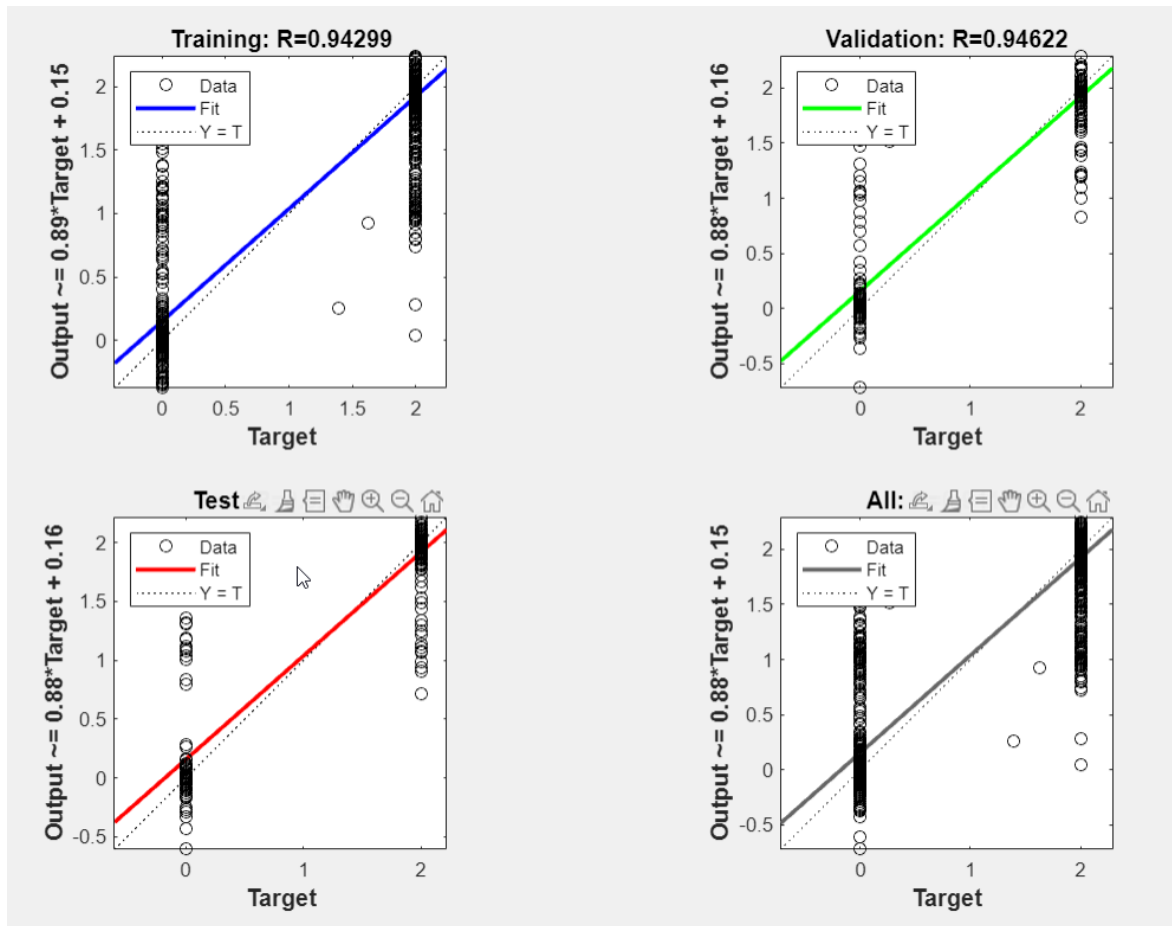 Training: R=0.94299
Output ~= 0.89*Target + 0.15
Data
Fit
Y = T
2
1.5
1
0.5
0
0 0.5 1 1.5 2
Target
Validation: R=0.94622
Output ~= 0.88*Target + 0.16
Data
Fit
Y = T
2
1.5
1
0.5
0
-0.5
0 1 2
Target
Test
Output ~= 0.88*Target + 0.16
Data
Fit
Y = T
2
1.5
1
0.5
0
-0.5
0 1 2
Target
All:
Output ~= 0.88*Target + 0.15
Data
Fit
Y = T
2
1.5
1
0.5
0
-0.5
0 1 2
Target